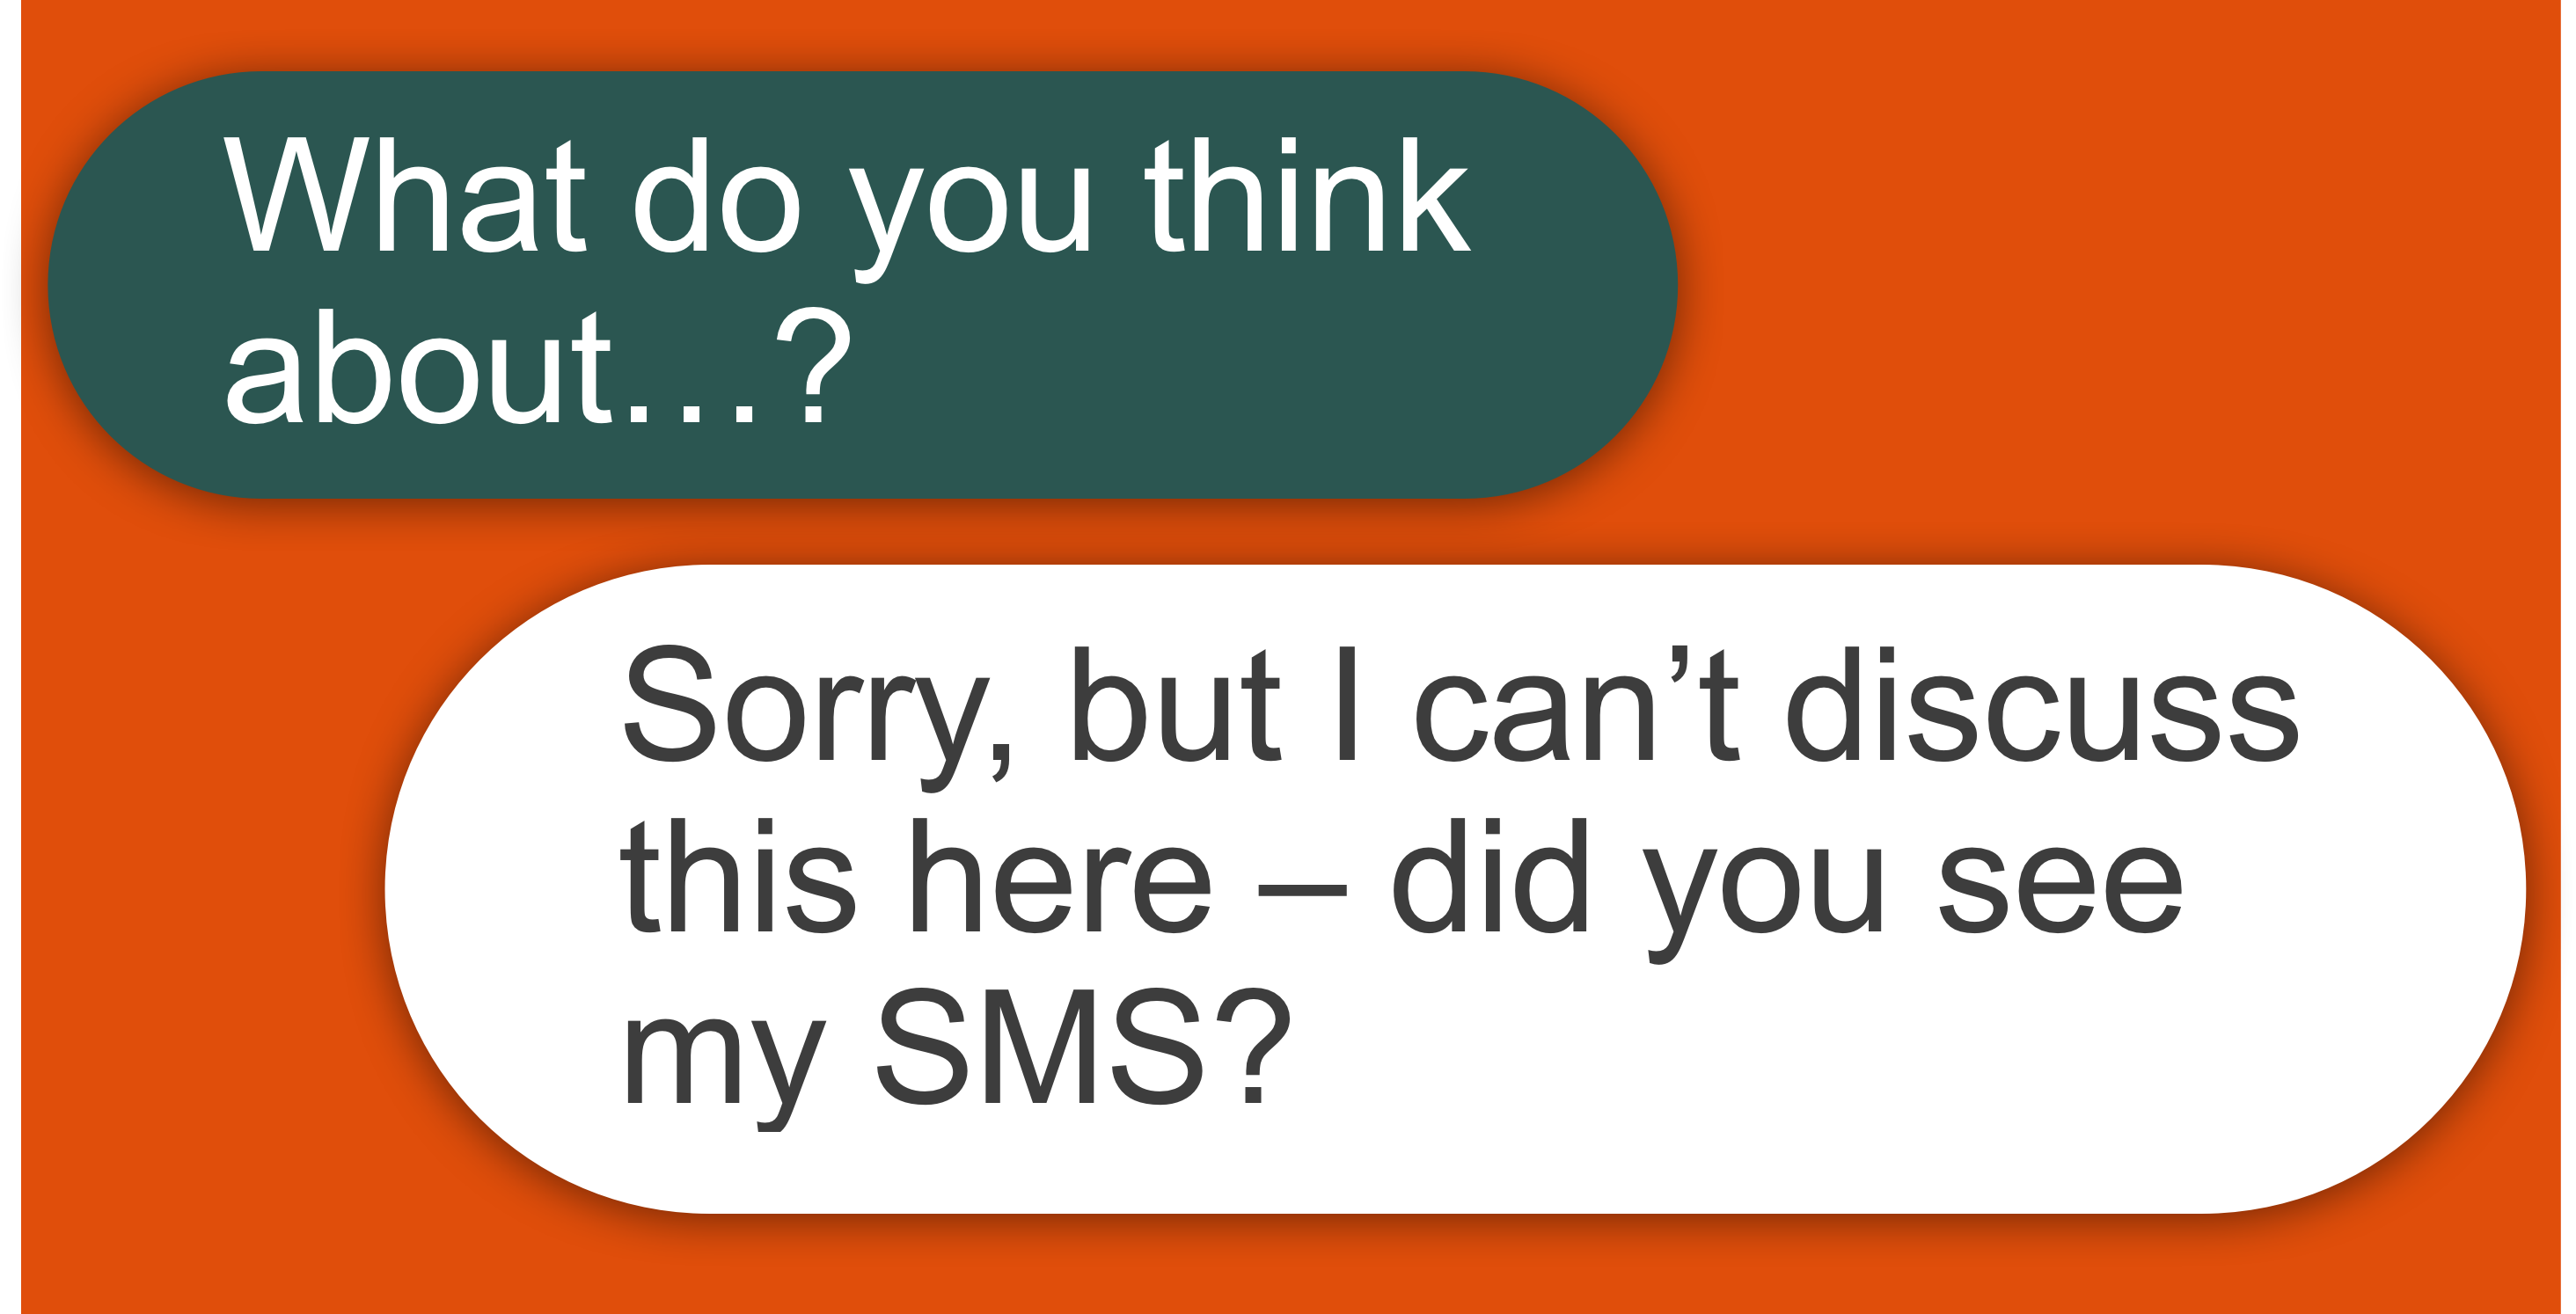 What do you think
about...?
Sorry, but I can’t discuss
this here – did you see
my SMS?